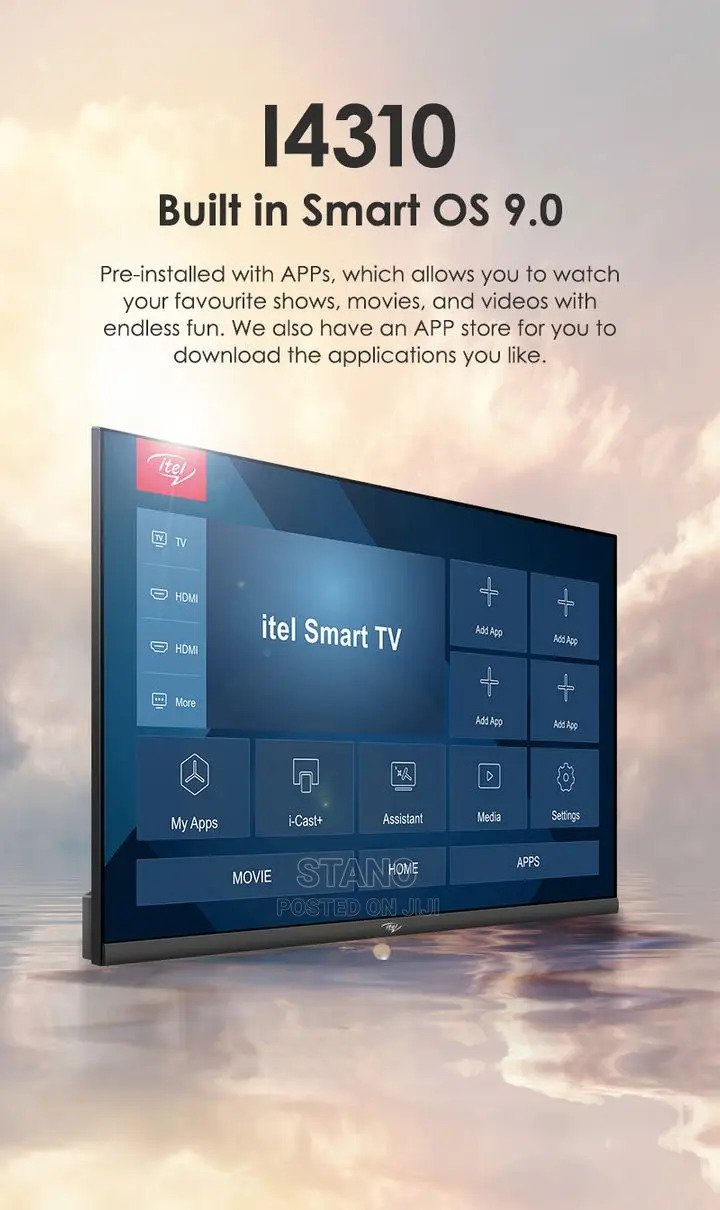 I4310
Built in Smart OS 9.0
Pre-installed with APPs, which allows you to watch
your favourite shows, movies, and videos with
endless fun. We also have an APP store for you to
download the applications you like.
itel
TV
TV
HDMI
HDMI
More
itel Smart TV
Add App
Add App
Add App
Add App
My Apps
i-Cast+
Assistant
Media
Settings
MOVIE
HOME
APPS
STANO
POSTED ON JIJI
itel